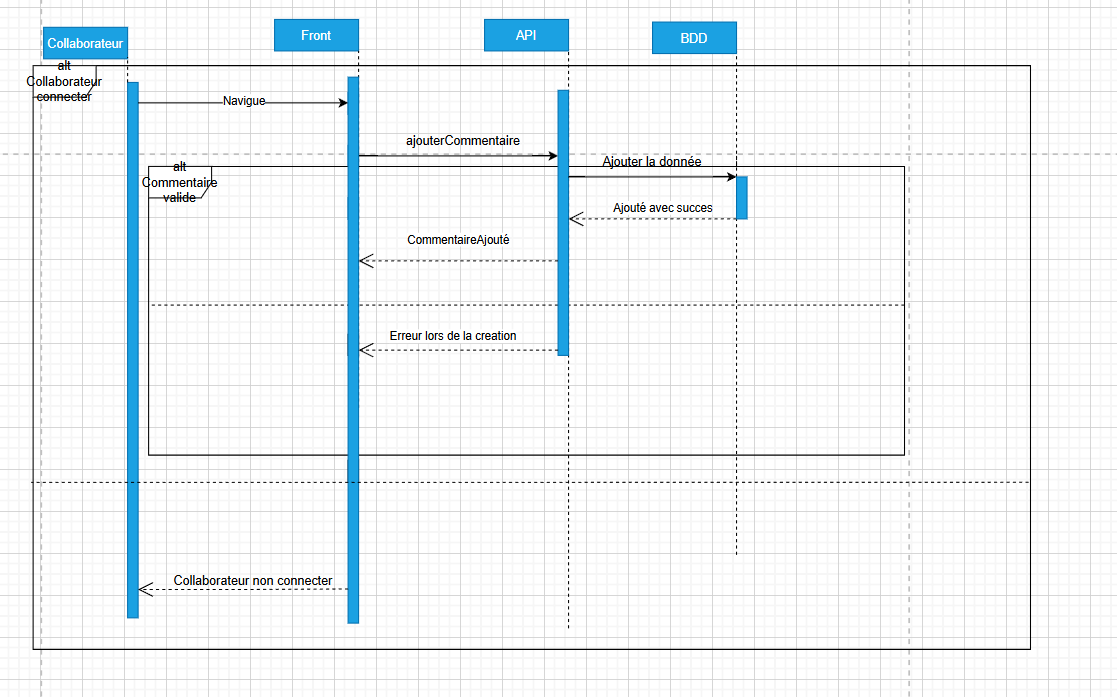 Collaborateur
Front
API
BDD
alt
Collaborateur
connecter
Navigue
ajouterCommentaire
Ajouter la donnée
alt
Commentaire
valide
Ajouté avec succes
CommentaireAjouté
Erreur lors de la creation
Collaborateur non connecter